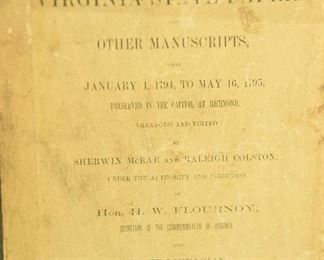 VIRGINIA STATE PAPERS
AND
OTHER MANUSCRIPTS,
FROM
JANUARY 1, 1794, TO MAY 16, 1795,
PRESERVED IN THE CAPITOL AT RICHMOND.
ARRANGED AND EDITED
BY
SHERWIN McRAE AND RALEIGH COLSTON,
UNDER THE AUTHORITY AND DIRECTION
OF
Hon. H. W. FLOURNOY,
SECRETARY OF THE COMMONWEALTH OF VIRGINIA
AND